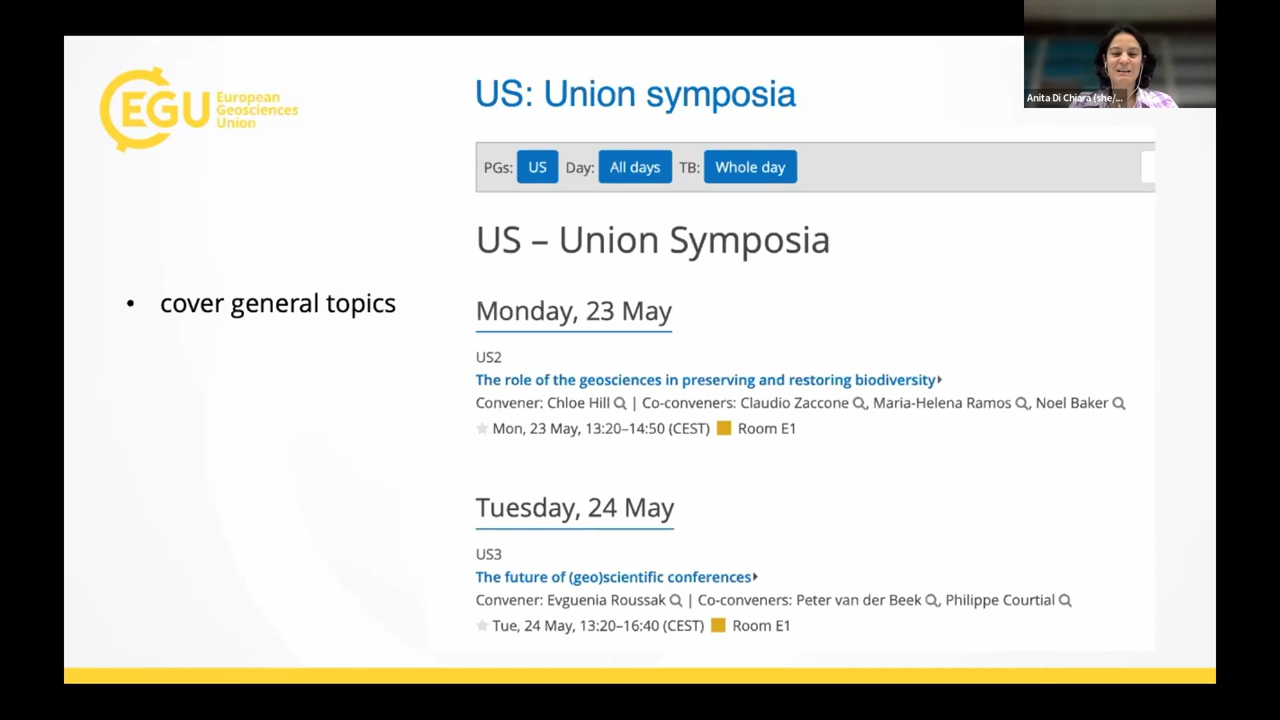 EGU European
Geosciences
Union
US: Union symposia
Anita Di Chiara (she/...
PGs: US Day: All days TB: Whole day
US – Union Symposia
• cover general topics
Monday, 23 May
US2
The role of the geosciences in preserving and restoring biodiversity
Convener: Chloe Hill | Co-conveners: Claudio Zaccone, Maria-Helena Ramos, Noel Baker
Mon, 23 May, 13:20–14:50 (CEST) Room E1
Tuesday, 24 May
US3
The future of (geo)scientific conferences
Convener: Evguenia Roussak | Co-conveners: Peter van der Beek, Philippe Courtial
Tue, 24 May, 13:20–16:40 (CEST) Room E1